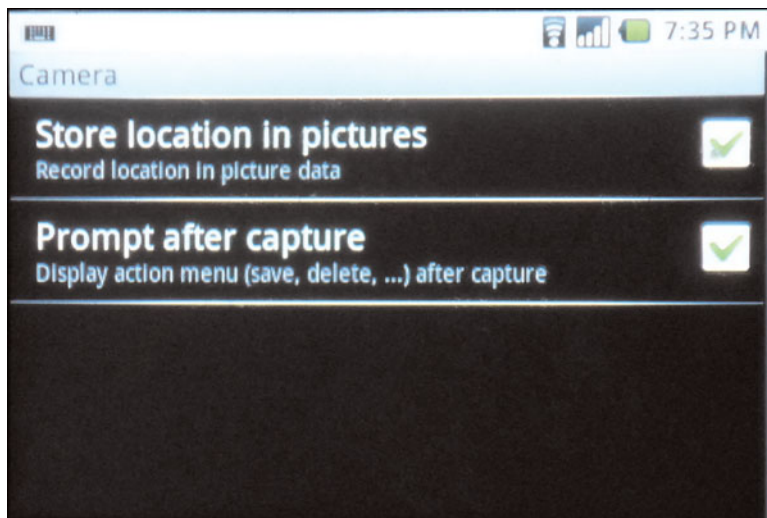 7:35 PM
Camera
Store location in pictures
Record location in picture data
Prompt after capture
Display action menu (save, delete, ...) after capture